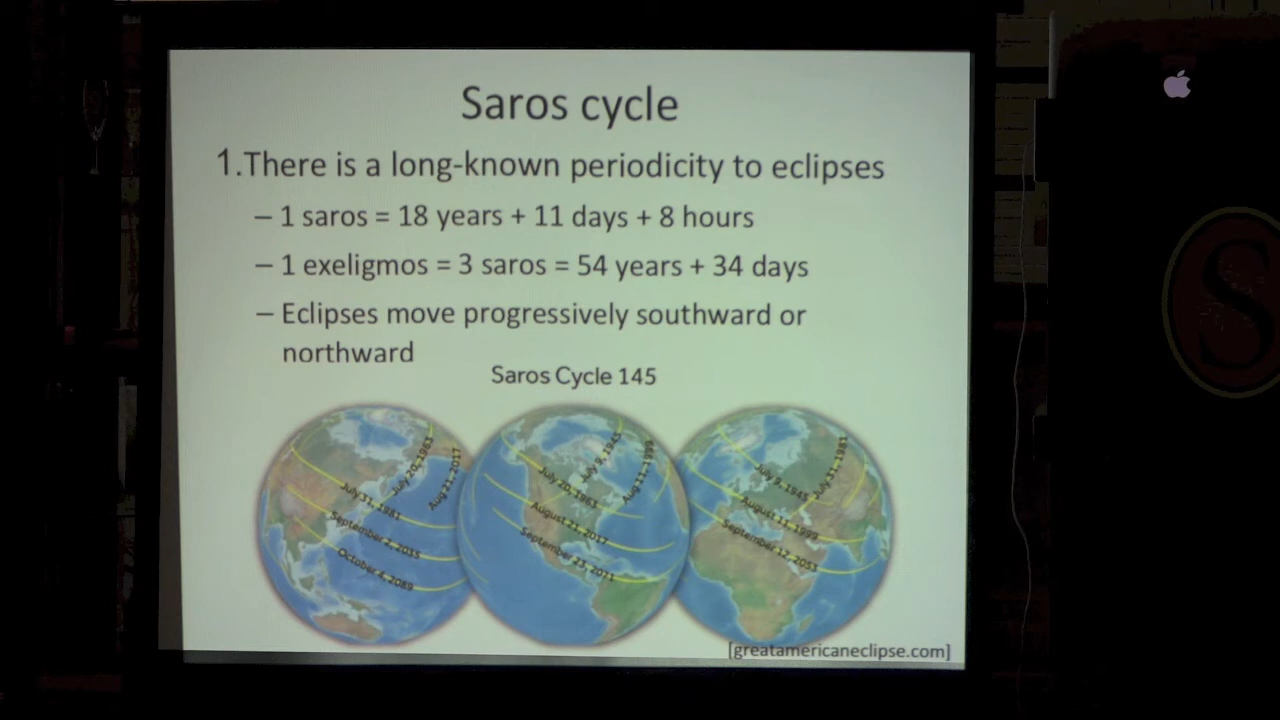 Saros cycle
1.There is a long-known periodicity to eclipses
– 1 saros = 18 years + 11 days + 8 hours
– 1 exeligmos = 3 saros = 54 years + 34 days
– Eclipses move progressively southward or
northward
Saros Cycle 145
July 31, 1981
September 2, 2035
October 4, 2089
July 20, 1963
Aug 21, 2017
July 20, 1963
August 21, 2017
September 23, 2071
July 9, 1945
Aug 11, 1999
July 9, 1945
August 11, 1999
September 12, 2053
July 31, 1981
[greatamericaneclipse.com]
S